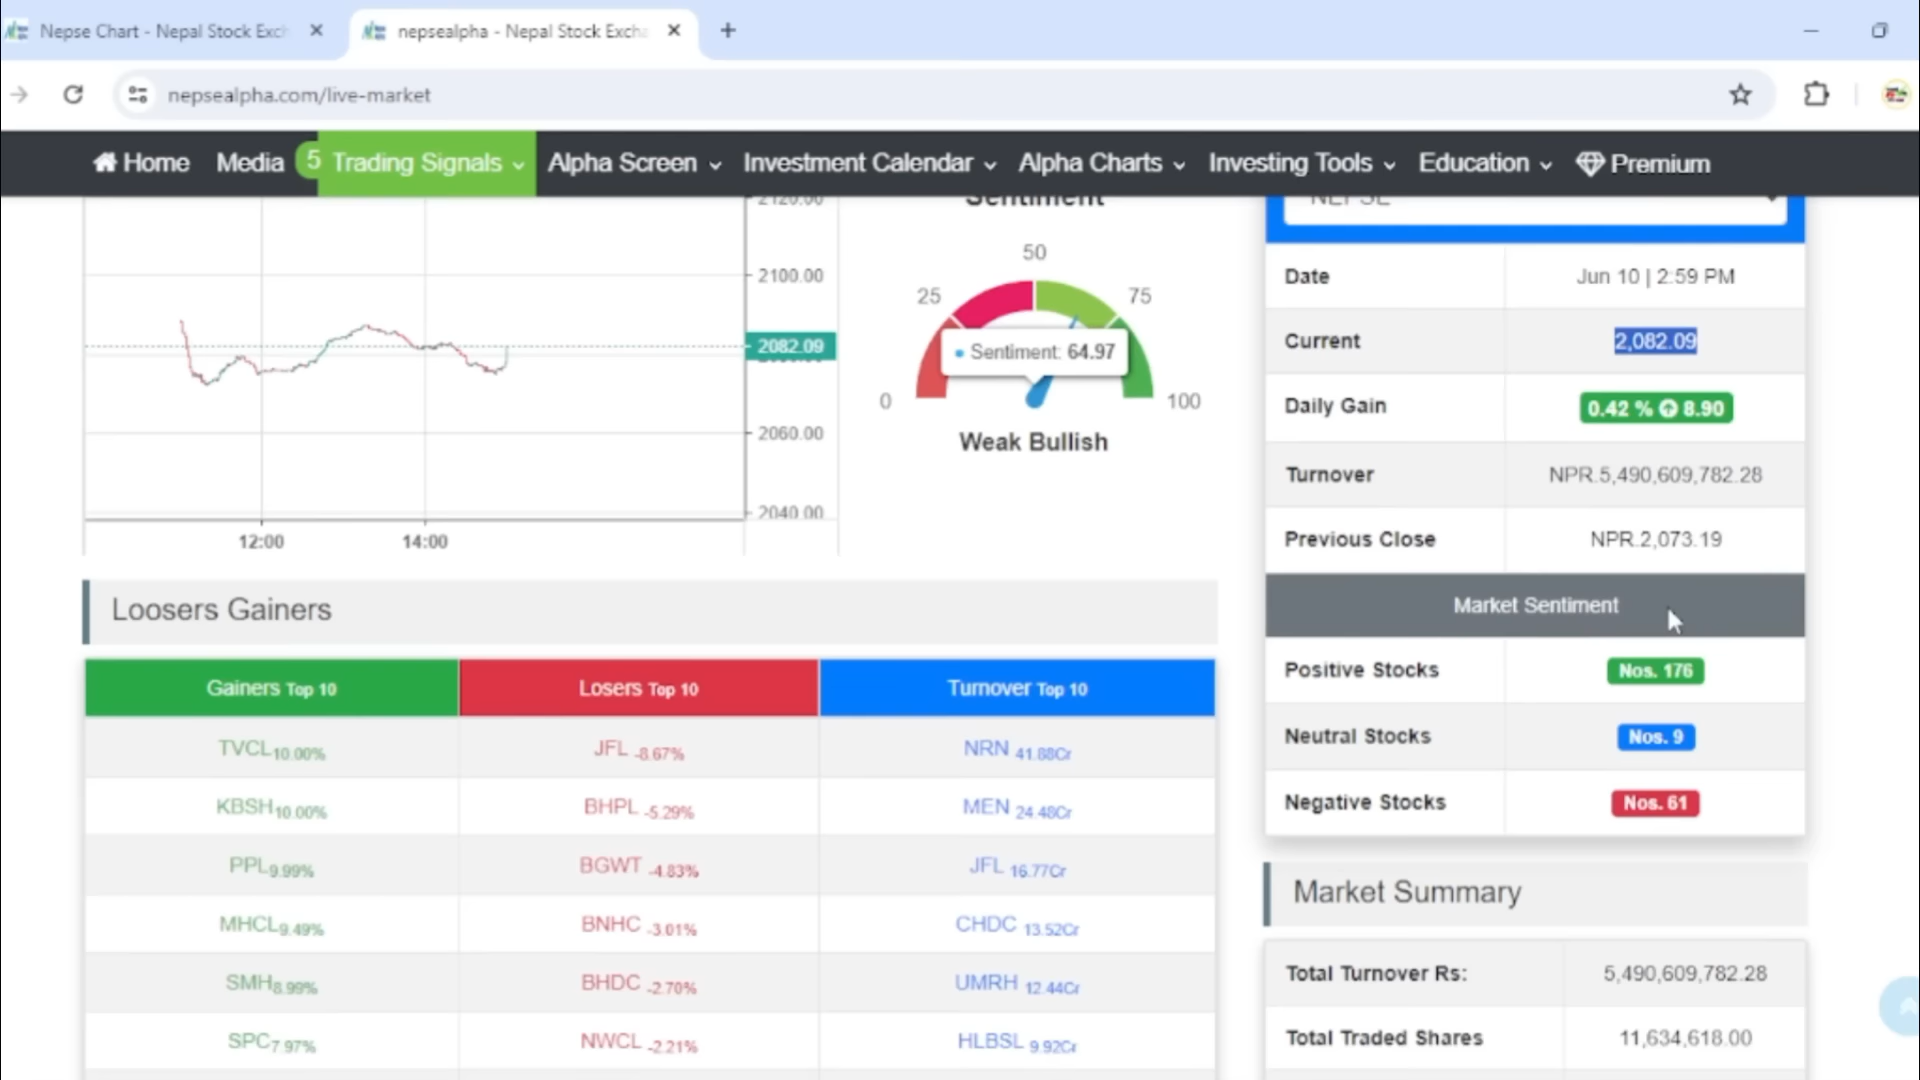 Nepse Chart - Nepal Stock Exch
nepsealpha - Nepal Stock Excha
nepsealpha.com/live-market
Home
Media
5
Trading Signals
Alpha Screen
Investment Calendar
Alpha Charts
Investing Tools
Education
Premium
2120.00
2100.00
2082.09
2060.00
2040.00
12:00
14:00
Sentiment
50
25
75
Sentiment: 64.97
0
100
Weak Bullish
NEPSE
Date
Jun 10 | 2:59 PM
Current
2,082.09
Daily Gain
0.42 % 8.90
Turnover
NPR.5,490,609,782.28
Previous Close
NPR.2,073.19
Market Sentiment
Positive Stocks
Nos. 176
Neutral Stocks
Nos. 9
Negative Stocks
Nos. 61
Loosers Gainers
Gainers Top 10
Losers Top 10
Turnover Top 10
TVCL 10.00%
JFL -8.67%
NRN 41.88Cr
KBSH 10.00%
BHPL -5.29%
MEN 24.48Cr
PPL 9.99%
BGWT -4.83%
JFL 16.77Cr
MHCL 9.49%
BNHC -3.01%
CHDC 13.52Cr
SMH 8.99%
BHDC -2.70%
UMRH 12.44Cr
SPC 7.97%
NWCL -2.21%
HLBSL 9.92Cr
Market Summary
Total Turnover Rs:
5,490,609,782.28
Total Traded Shares
11,634,618.00